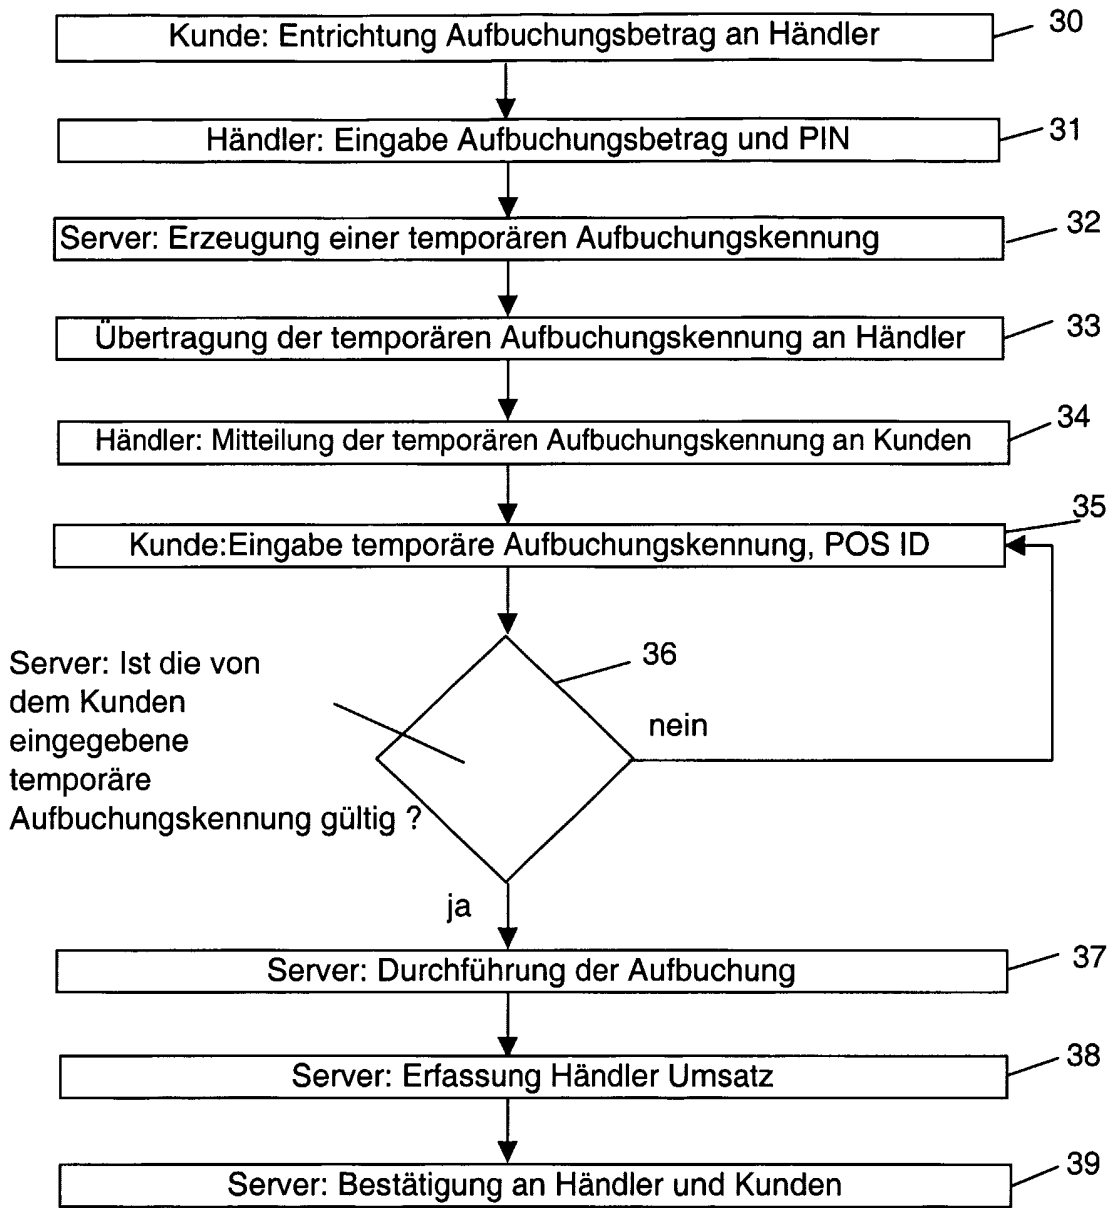 Kunde: Entrichtung Aufbuchungsbetrag an Händler
30
Händler: Eingabe Aufbuchungsbetrag und PIN
31
Server: Erzeugung einer temporären Aufbuchungskennung
32
Übertragung der temporären Aufbuchungskennung an Händler
33
Händler: Mitteilung der temporären Aufbuchungskennung an Kunden
34
Kunde:Eingabe temporäre Aufbuchungskennung, POS ID
35
Server: Ist die von
dem Kunden
eingegebene
temporäre
Aufbuchungskennung gültig ?
36
nein
ja
Server: Durchführung der Aufbuchung
37
Server: Erfassung Händler Umsatz
38
Server: Bestätigung an Händler und Kunden
39